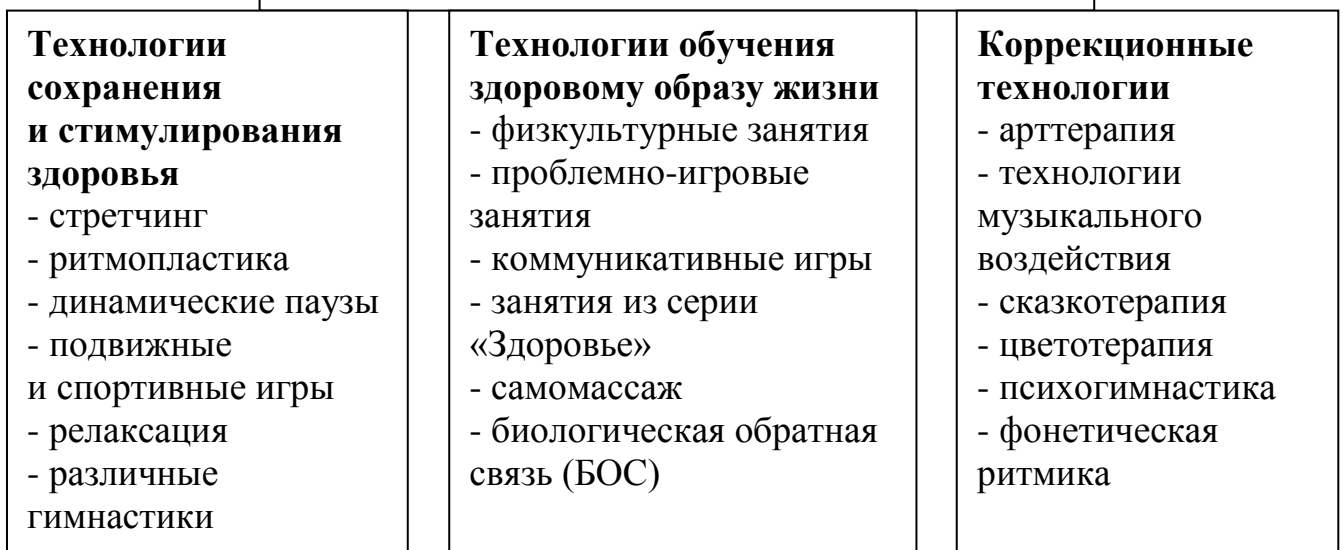 Технологии
сохранения
и стимулирования
здоровья
- стретчинг
- ритмопластика
- динамические паузы
- подвижные
и спортивные игры
- релаксация
- различные
гимнастики
Технологии обучения
здоровому образу жизни
- физкультурные занятия
- проблемно-игровые
занятия
- коммуникативные игры
- занятия из серии
«Здоровье»
- самомассаж
- биологическая обратная
связь (БОС)
Коррекционные
технологии
- арттерапия
- технологии
музыкального
воздействия
- сказкотерапия
- цветотерапия
- психогимнастика
- фонетическая
ритмика